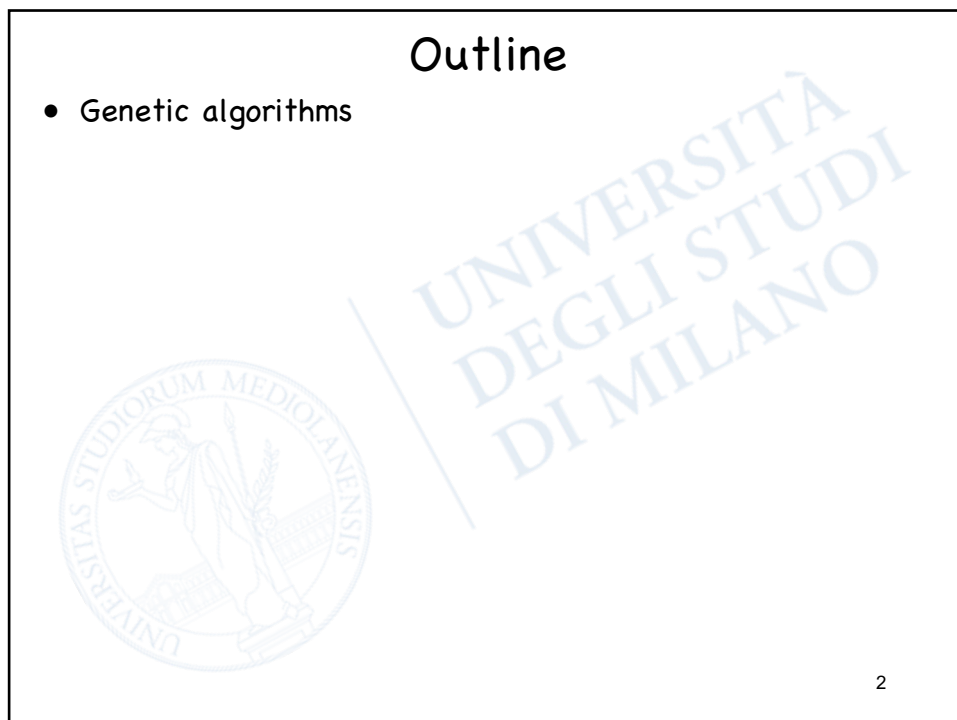 Outline
• Genetic algorithms
UNIVERSITÀ
DEGLI STUDI
DI MILANO
UNIVERSITAS STUDIORUM MEDIOLANENSIS
2